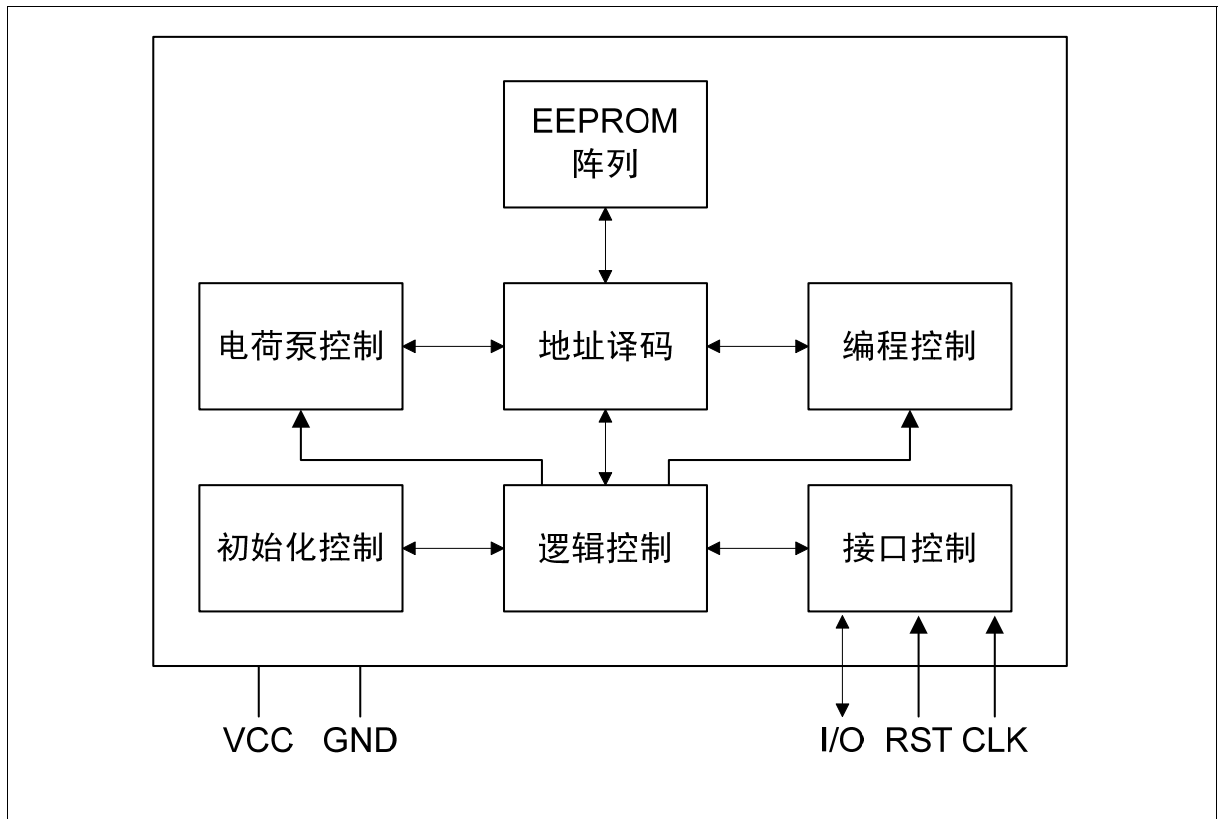 EEPROM
阵列
电荷泵控制
地址译码
编程控制
初始化控制
逻辑控制
接口控制
VCC GND I/O RST CLK